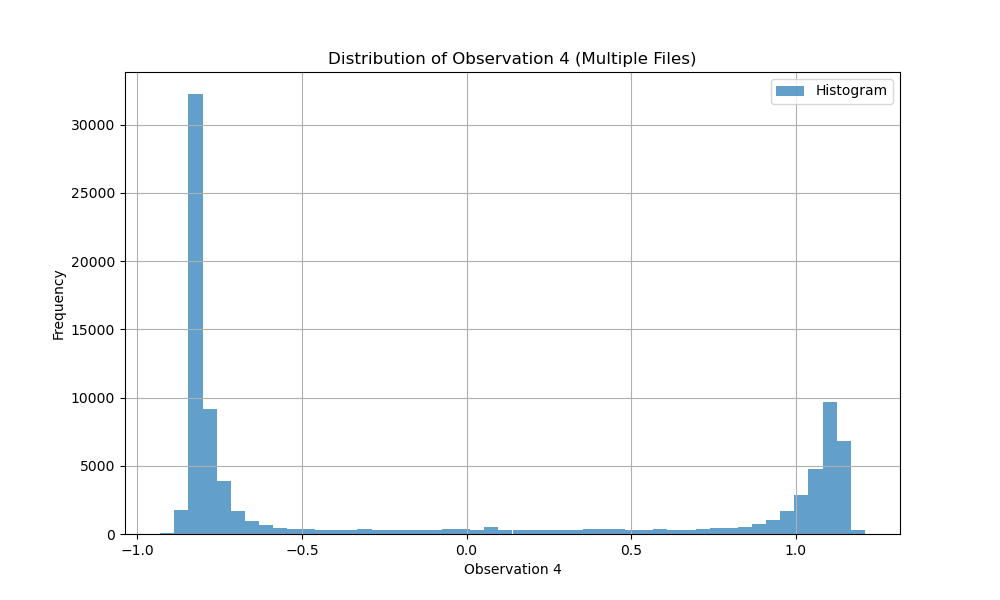 Distribution of Observation 4 (Multiple Files)
Histogram
30000
25000
20000
15000
10000
5000
0
Frequency
−1.0 −0.5 0.0 0.5 1.0
Observation 4